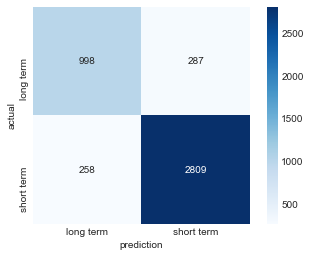 998
287
258
2809
long term
short term
actual
long term
short term
prediction
2500
2000
1500
1000
500